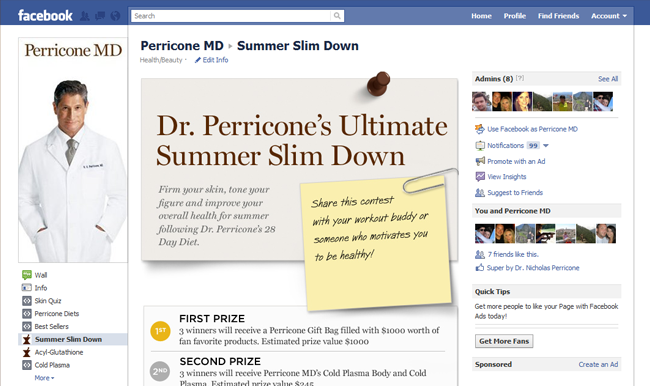 facebook
Search
Home Profile Find Friends Account
Perricone MD
Wall
Info
Skin Quiz
Perricone Diets
Best Sellers
Summer Slim Down
Acyl-Glutathione
Cold Plasma
More
Perricone MD Summer Slim Down
Health/Beauty · Edit Info
Dr. Perricone's Ultimate
Summer Slim Down
Firm your skin, tone your
figure and improve your
overall health for summer
following Dr. Perricone's 28
Day Diet.
Share this contest
with your workout buddy or
someone who motivates you
to be healthy!
1ST
FIRST PRIZE
3 winners will receive a Perricone Gift Bag filled with $1000 worth of
fan favorite products. Estimated prize value $1000
2ND
SECOND PRIZE
3 winners will receive Perricone MD's Cold Plasma Body and Cold
Plasma. Estimated prize value $245
Admins (8) [?] See All
Use Facebook as Perricone MD
Notifications 99
Promote with an Ad
View Insights
Suggest to Friends
You and Perricone MD
7 friends like this.
Super by Dr. Nicholas Perricone
Quick Tips
Get more people to like your Page with Facebook
Ads today!
Get More Fans
Sponsored Create an Ad